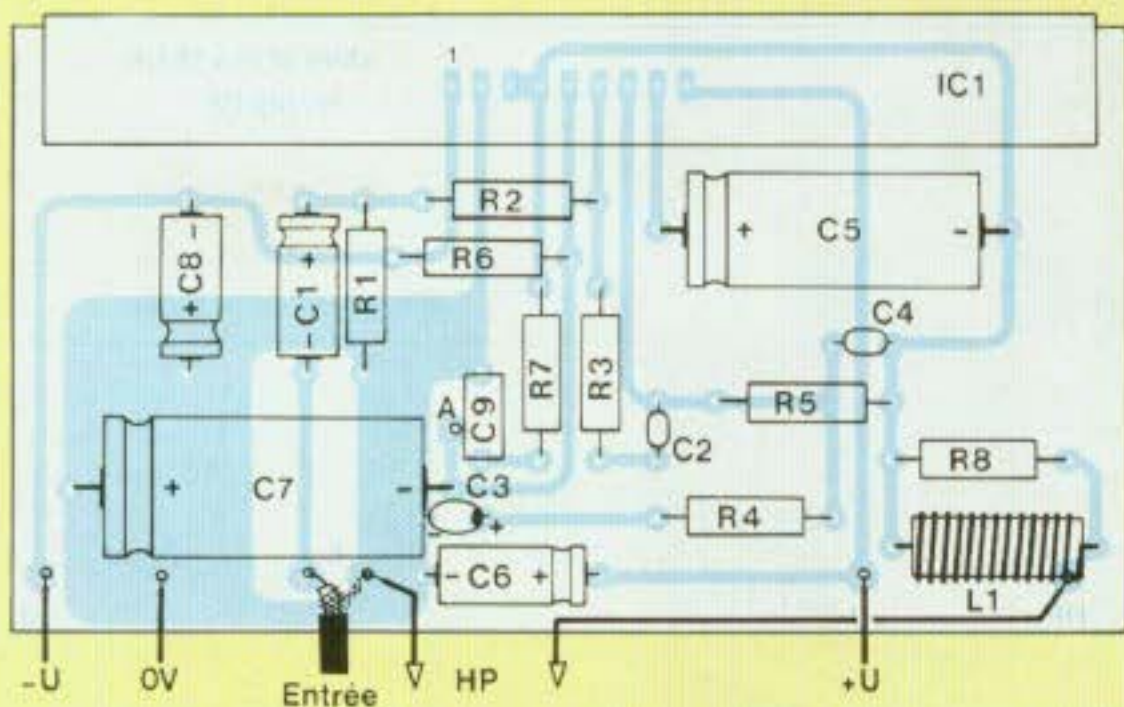 1
IC1
R2
C5
+ -
C8
+ -
C1
- +
R1
R6
C4
R7
R3
R5
A
C9
C2
R8
C7
+ -
C3
- +
R4
C6
- +
L1
-U
0V
Entrée
HP
+U